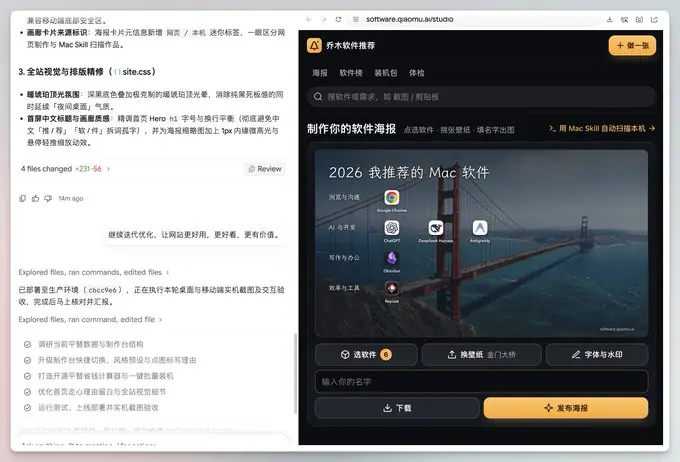 兼容移动端底部安全区。
• 画廊卡片来源标识：海报卡片元信息新增 网页 / 本机 迷你标签，一眼区分网页制作与 Mac Skill 扫描作品。
3. 全站视觉与排版精修（ site.css）
• 暖琥珀顶光氛围：深黑底色叠加极克制的暖琥珀顶光晕，消除纯黑死板感的同时延续「夜间桌面」气质。
• 首屏中文标题与画廊质感：精调首页 Hero h1 字号与换行平衡（彻底避免中文「推 / 荐」「软 / 件」拆词孤字），并为海报缩略图加上 1px 内缘微高光与悬停轻推缩放动效。
4 files changed +231 -56 ›
Review
14m ago
继续迭代优化，让网站更好用，更好看，更有价值。
Explored files, ran commands, edited files ›
已部署至生产环境（ cbcc9e6 ），正在执行本轮桌面与移动端实机截图及交互验收，完成后马上核对并汇报。
Explored files, ran command, edited file ›
调研当前平替数据与制作台结构
升级制作台快捷切换、风格预设与点图标写理由
打造开源平替省钱计算器与一键批量装机
优化首页走心理由留白与全站视觉细节
运行测试、上线部署并实机截图验收
software.qiaomu.ai/studio
乔木软件推荐
+ 做一张
海报 软件榜 装机包 体检
搜软件或需求，如 截图 / 剪贴板
制作你的软件海报 点选软件 · 挑张壁纸 · 填名字出图
>_ 用 Mac Skill 自动扫描本机 →
2026 我推荐的 Mac 软件
浏览与沟通
Google Chrome
AI 与开发
ChatGPT
DeepSeek Harness
Antigravity
写作与办公
Obsidian
效率与工具
Raycast
software.qiaomu.ai
选软件 6
换壁纸 金门大桥
字体与水印
输入你的名字
下载
发布海报